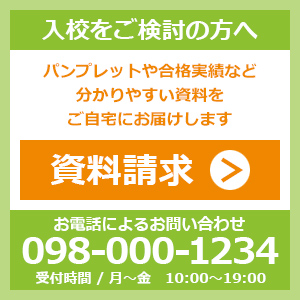 入校をご検討の方へ
パンプレットや合格実績など
分かりやすい資料を
ご自宅にお届けします
資料請求
お電話によるお問い合わせ
098-000-1234
受付時間 / 月～金　10:00～19:00